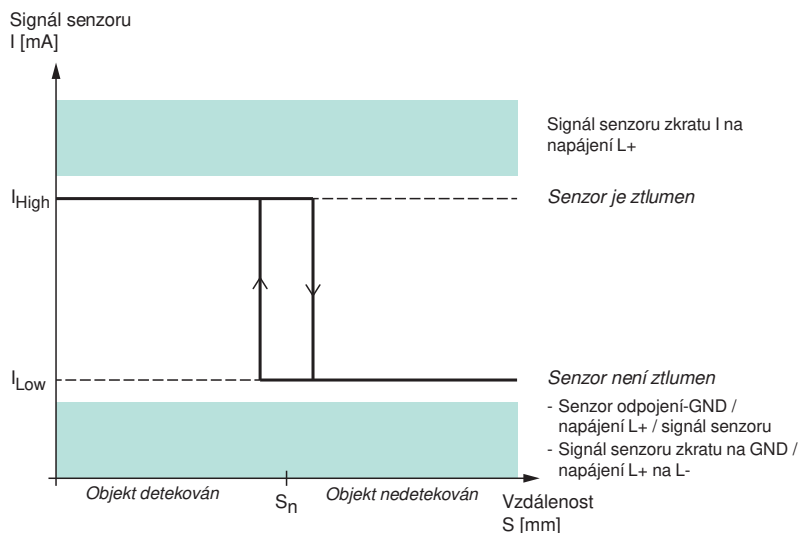 Signál senzoru
I [mA]
Signál senzoru zkratu I na
napájení L+
IHigh
Senzor je ztlumen
ILow
Senzor není ztlumen
- Senzor odpojení-GND /
napájení L+ / signál senzoru
- Signál senzoru zkratu na GND /
napájení L+ na L-
Objekt detekován
Sn
Objekt nedetekován
Vzdálenost
S [mm]